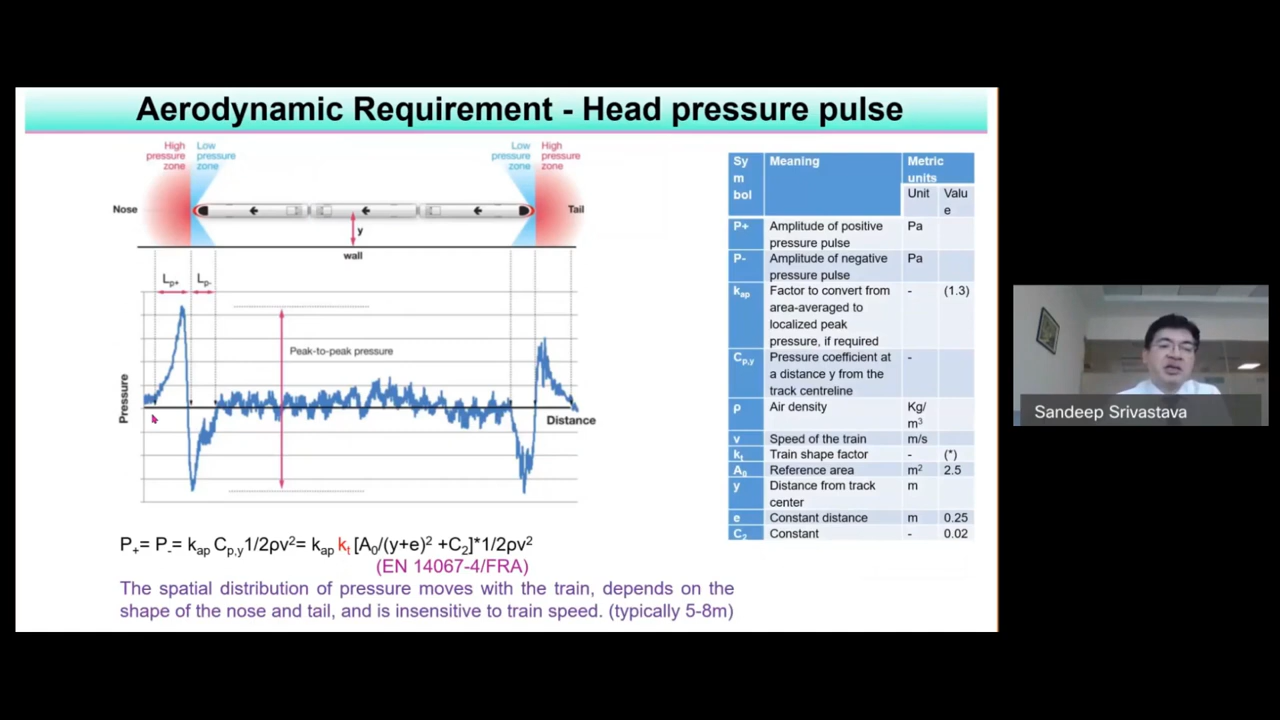 Aerodynamic Requirement - Head pressure pulse
High pressure zone
Low pressure zone
Low pressure zone
High pressure zone
Nose
Tail
y
wall
Lp+
Lp-
Peak-to-peak pressure
Pressure
Distance
P+= P-= kap Cp,y1/2ρv²= kap kt [A0/(y+e)² +C2]*1/2ρv²
(EN 14067-4/FRA)
The spatial distribution of pressure moves with the train, depends on the
shape of the nose and tail, and is insensitive to train speed. (typically 5-8m)
Sy m bol Meaning Metric units
Unit Valu e
P+ Amplitude of positive pressure pulse Pa
P- Amplitude of negative pressure pulse Pa
kap Factor to convert from area-averaged to localized peak pressure, if required - (1.3)
Cp,y Pressure coefficient at a distance y from the track centreline -
ρ Air density Kg/ m³
v Speed of the train m/s
kt Train shape factor - (*)
A0 Reference area m² 2.5
y Distance from track center m
e Constant distance m 0.25
C2 Constant - 0.02
Sandeep Srivastava